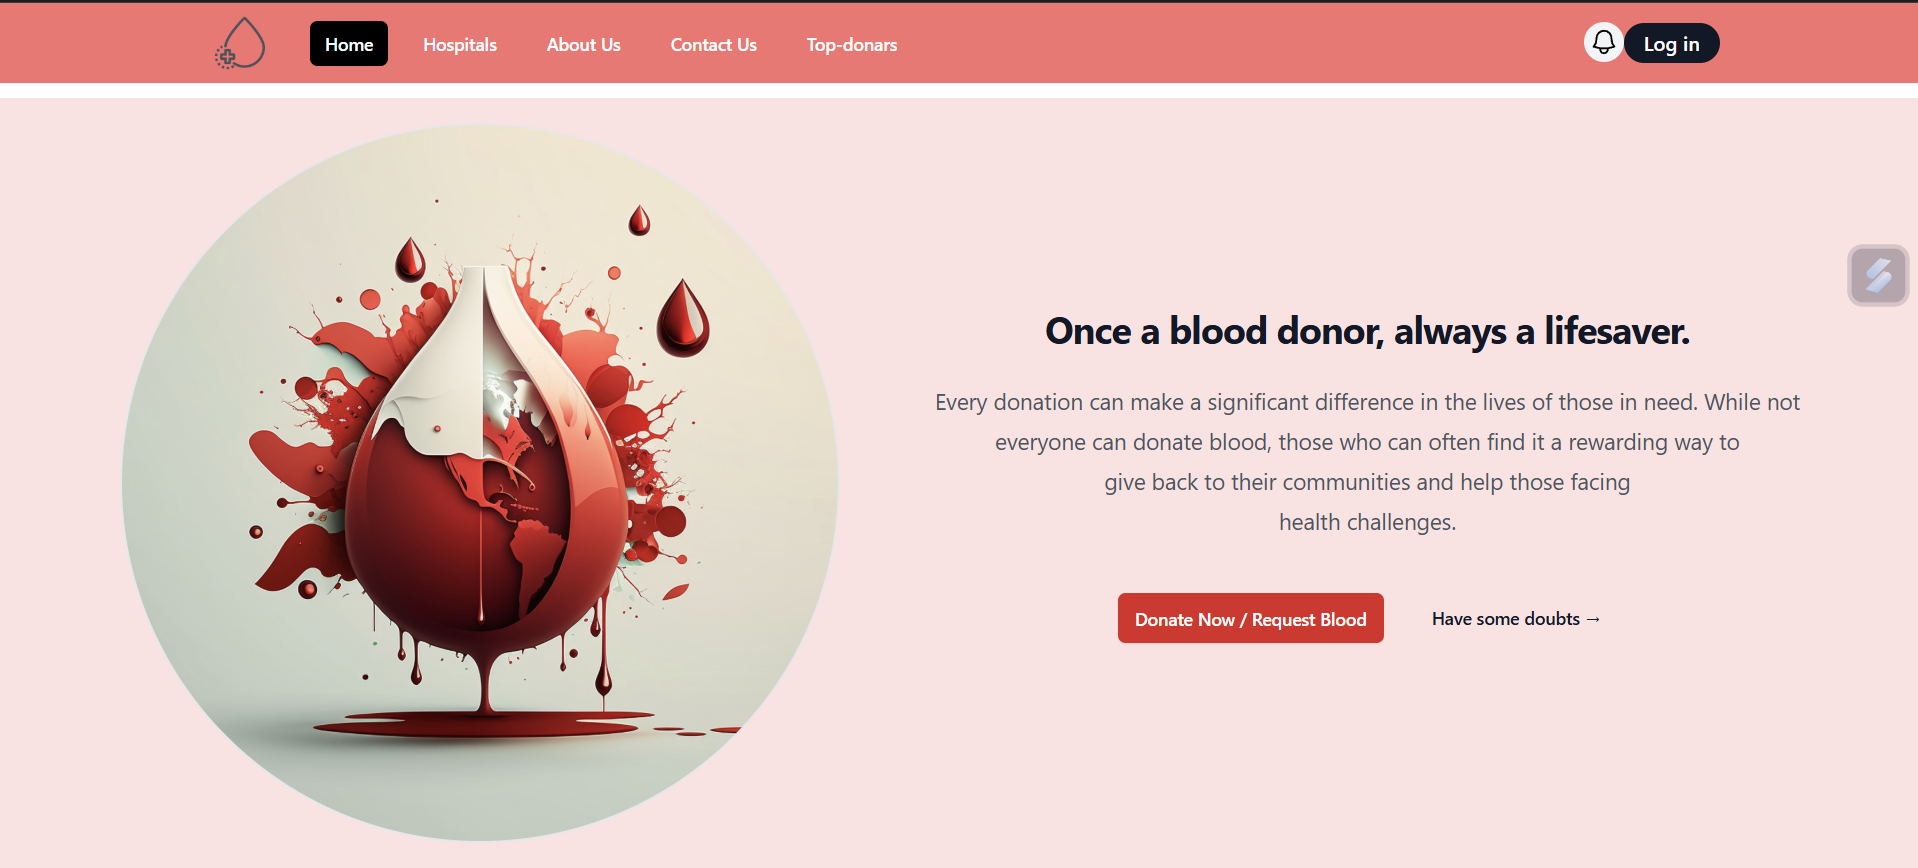 Home Hospitals About Us Contact Us Top-donars Log in
Once a blood donor, always a lifesaver.
Every donation can make a significant difference in the lives of those in need. While not
everyone can donate blood, those who can often find it a rewarding way to
give back to their communities and help those facing
health challenges.
Donate Now / Request Blood Have some doubts →